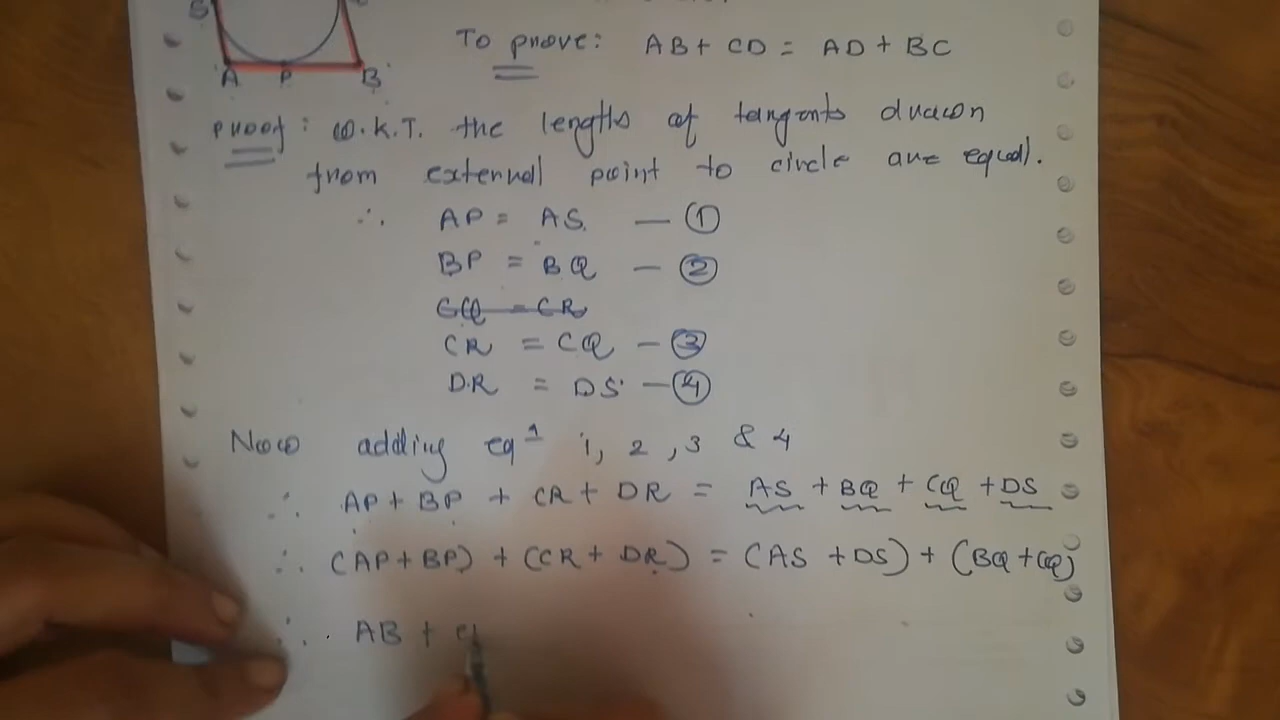 S
A P B
To prove: AB + CD = AD + BC
proof: W.K.T. the lengths of tangents drawn
from external point to circle are equal.
∴ AP = AS — ①
BP = BQ — ②
CQ = CR
CR = CQ — ③
DR = DS — ④
Now adding eqⁿ 1, 2, 3 & 4
∴ AP + BP + CR + DR = AS + BQ + CQ + DS
∴ (AP + BP) + (CR + DR) = (AS + DS) + (BQ + CQ)
∴ AB + C